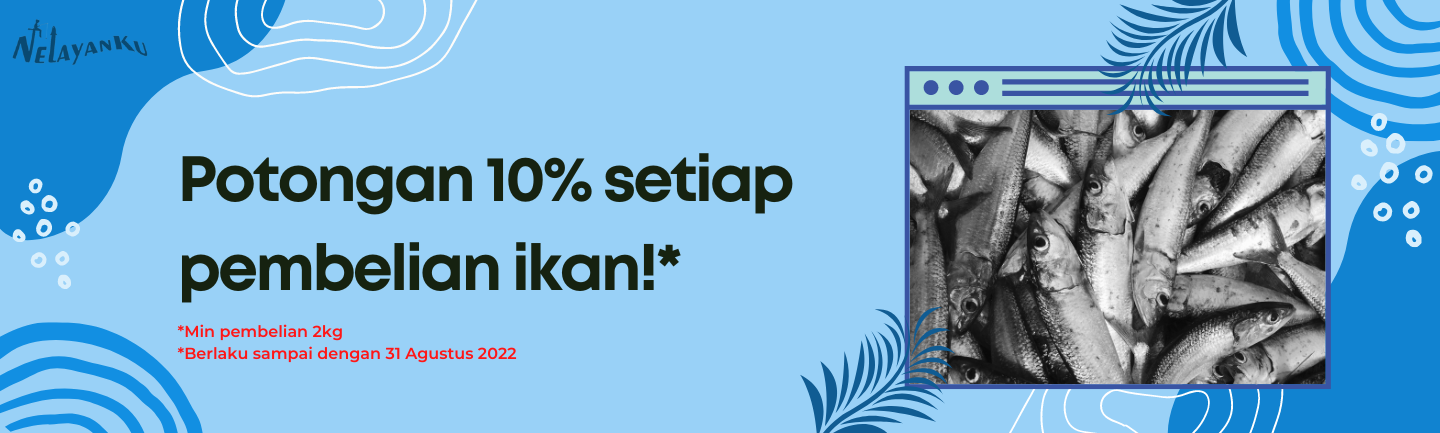 NELAYANKU
Potongan 10% setiap
pembelian ikan!*
*Min pembelian 2kg
*Berlaku sampai dengan 31 Agustus 2022